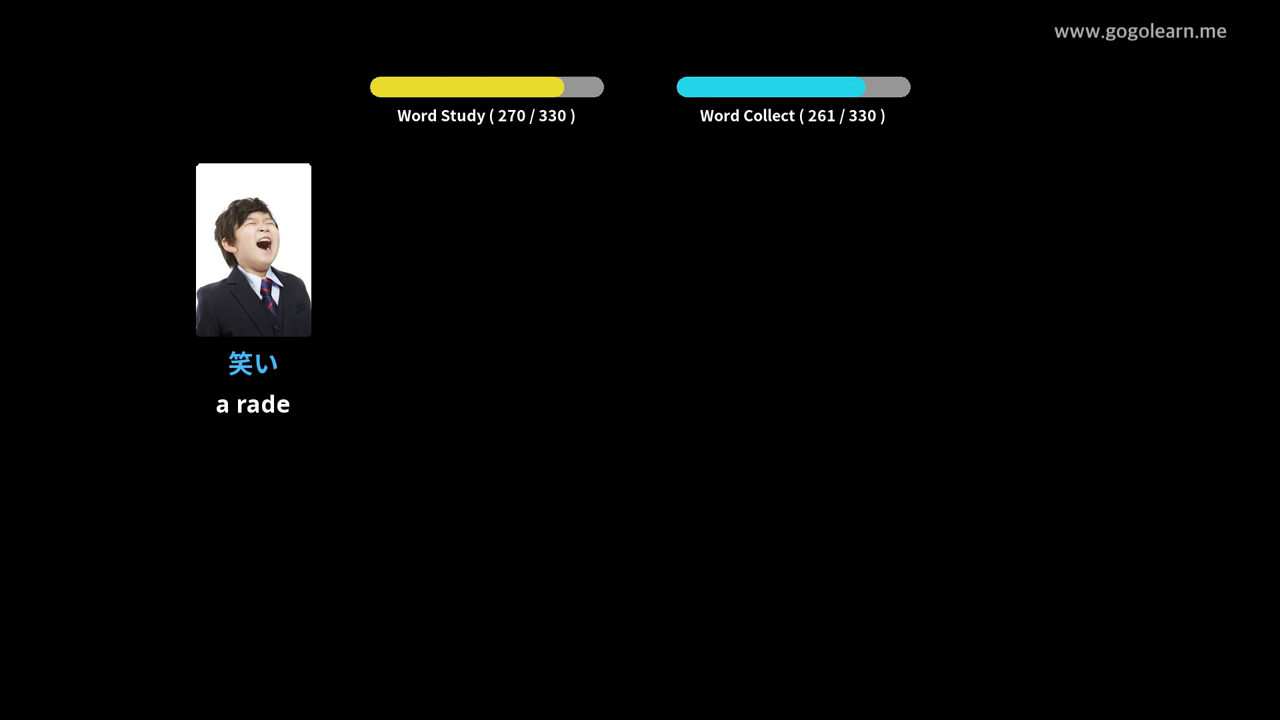 www.gogolearn.me
Word Study ( 270 / 330 )
Word Collect ( 261 / 330 )
笑い
a rade